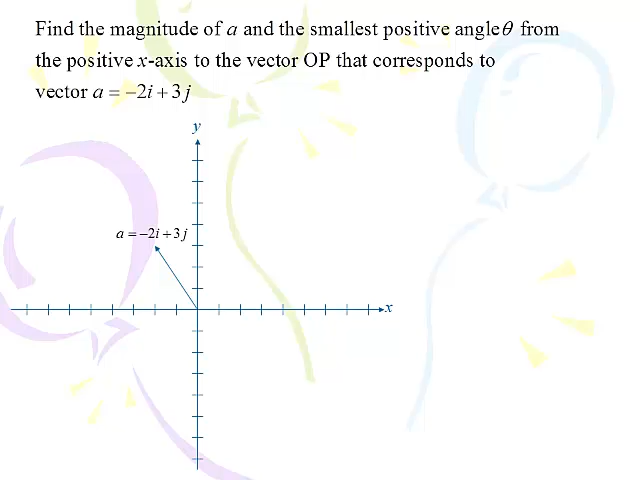 Find the magnitude of a and the smallest positive angle θ from
the positive x-axis to the vector OP that corresponds to
vector a = −2i + 3j
y
a = −2i + 3j
x